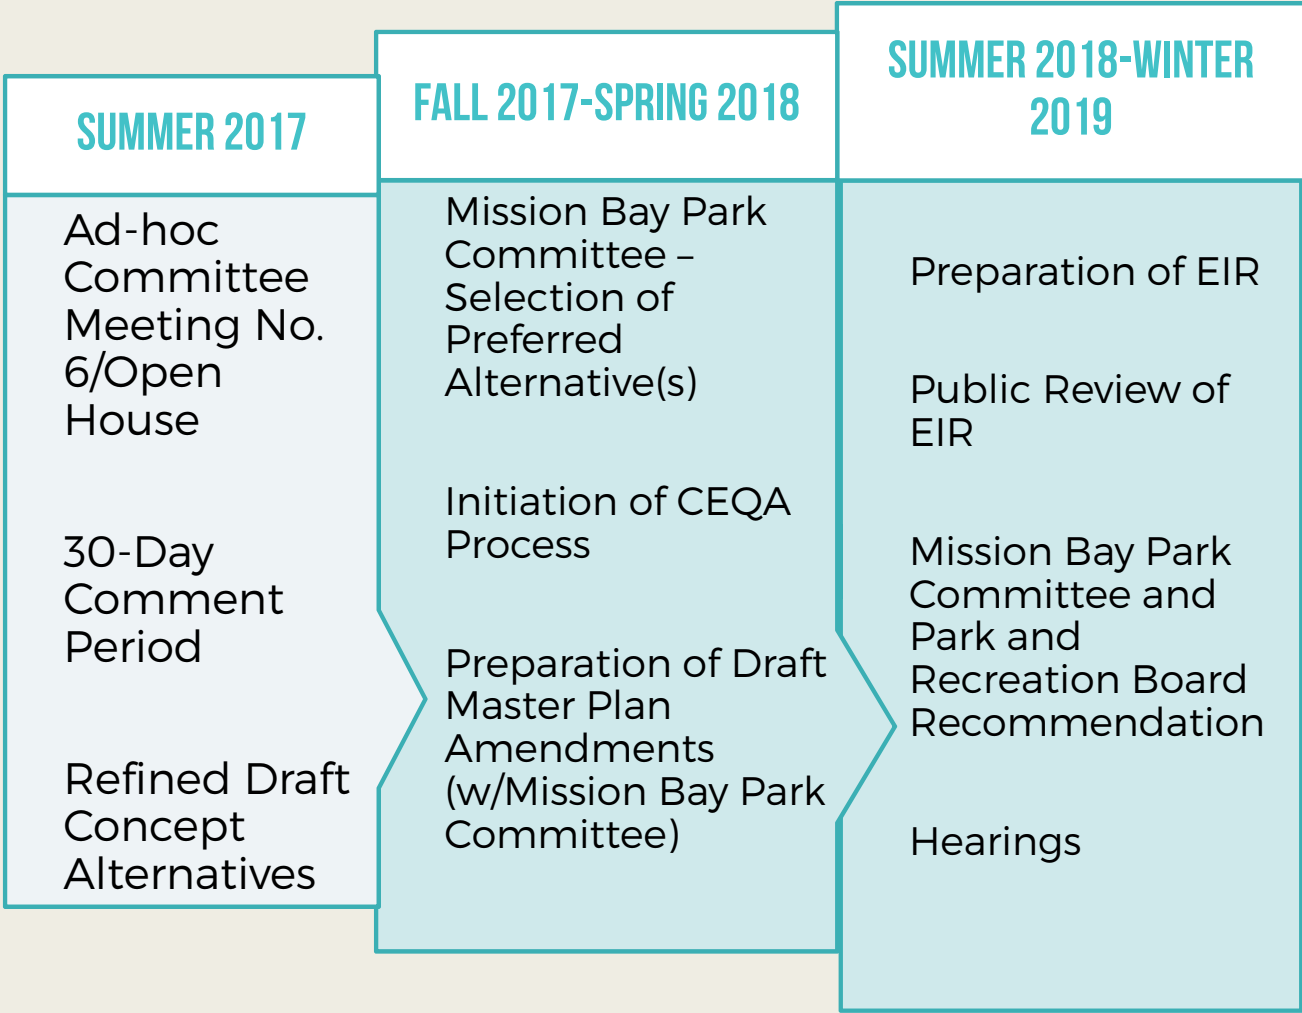 SUMMER 2017
Ad-hoc
Committee
Meeting No.
6/Open
House
30-Day
Comment
Period
Refined Draft
Concept
Alternatives
FALL 2017-SPRING 2018
Mission Bay Park
Committee –
Selection of
Preferred
Alternative(s)
Initiation of CEQA
Process
Preparation of Draft
Master Plan
Amendments
(w/Mission Bay Park
Committee)
SUMMER 2018-WINTER
2019
Preparation of EIR
Public Review of
EIR
Mission Bay Park
Committee and
Park and
Recreation Board
Recommendation
Hearings